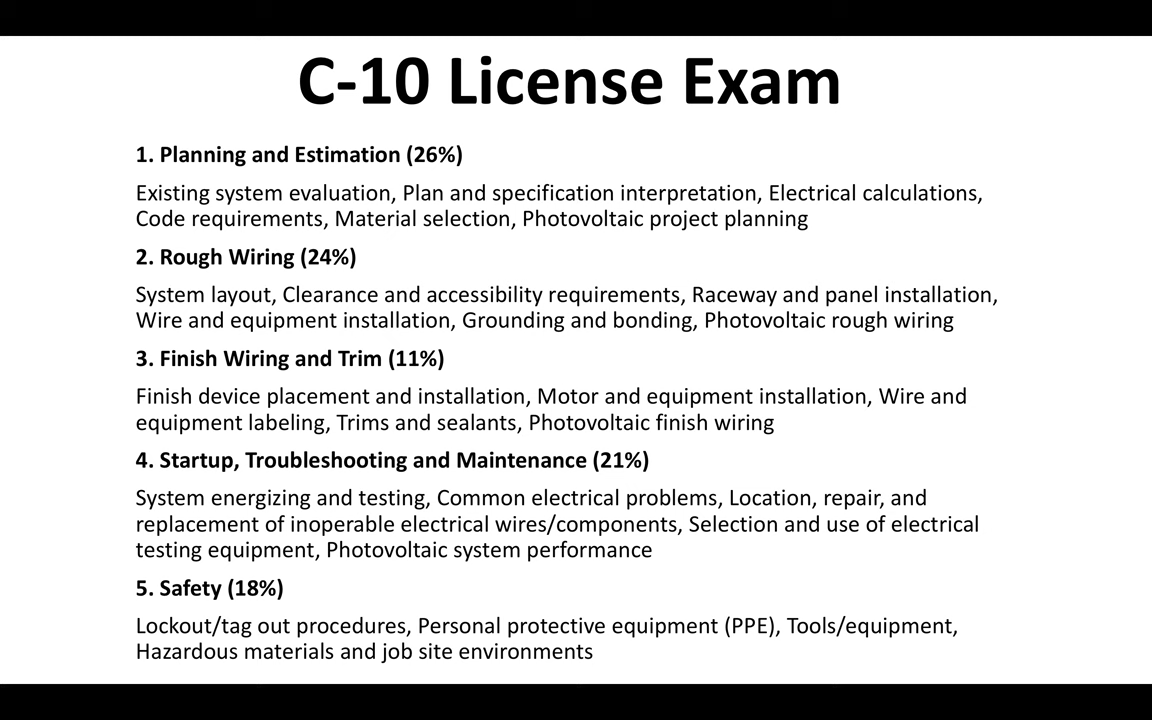 C-10 License Exam
1. Planning and Estimation (26%)
Existing system evaluation, Plan and specification interpretation, Electrical calculations,
Code requirements, Material selection, Photovoltaic project planning
2. Rough Wiring (24%)
System layout, Clearance and accessibility requirements, Raceway and panel installation,
Wire and equipment installation, Grounding and bonding, Photovoltaic rough wiring
3. Finish Wiring and Trim (11%)
Finish device placement and installation, Motor and equipment installation, Wire and
equipment labeling, Trims and sealants, Photovoltaic finish wiring
4. Startup, Troubleshooting and Maintenance (21%)
System energizing and testing, Common electrical problems, Location, repair, and
replacement of inoperable electrical wires/components, Selection and use of electrical
testing equipment, Photovoltaic system performance
5. Safety (18%)
Lockout/tag out procedures, Personal protective equipment (PPE), Tools/equipment,
Hazardous materials and job site environments